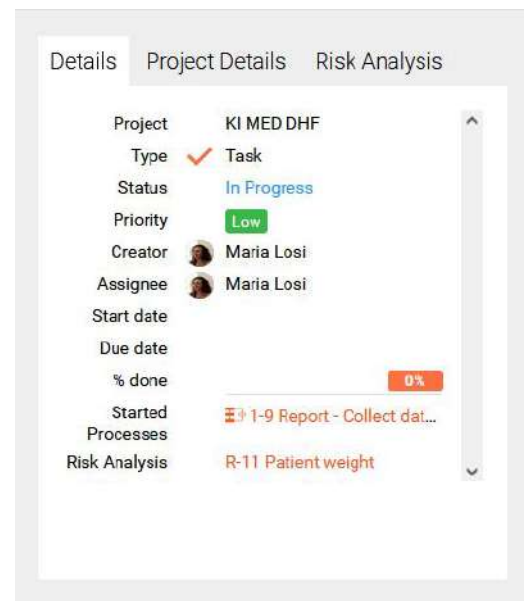 Details Project Details Risk Analysis
Project KI MED DHF
Type Task
Status In Progress
Priority Low
Creator Maria Losi
Assignee Maria Losi
Start date
Due date
% done 0%
Started
Processes
1-9 Report - Collect dat...
Risk Analysis R-11 Patient weight